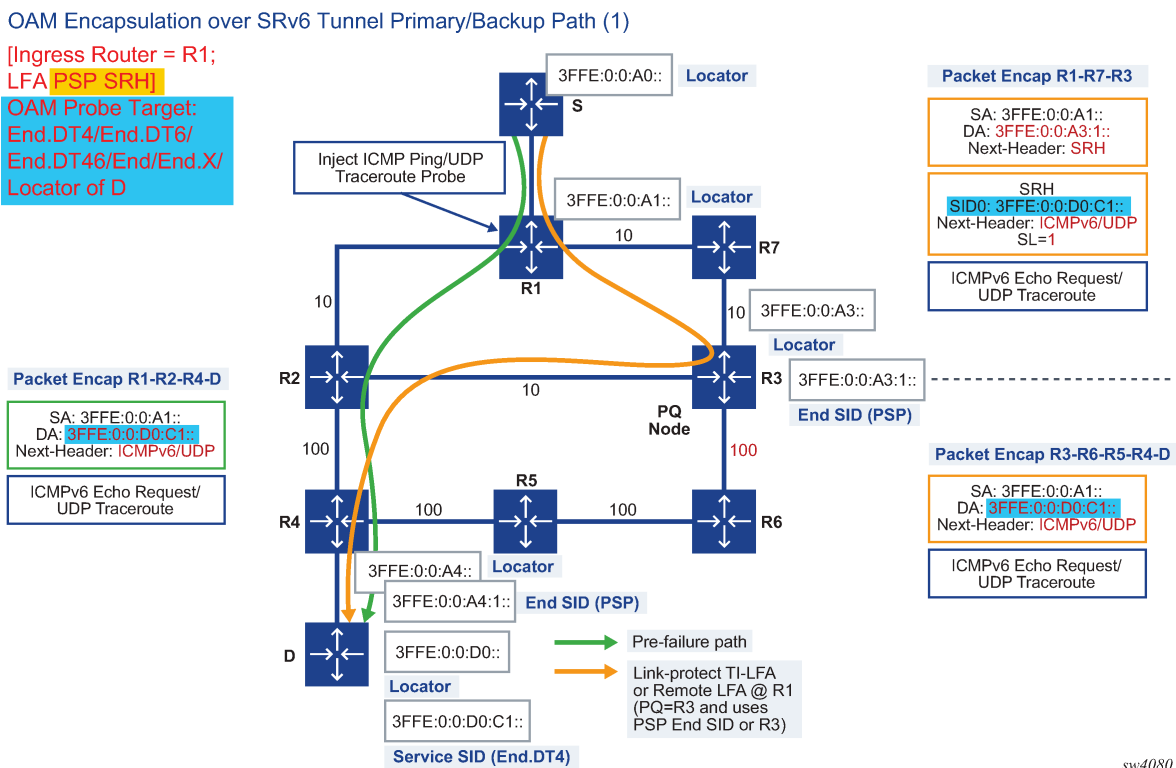 OAM Encapsulation over SRv6 Tunnel Primary/Backup Path (1)
[Ingress Router = R1;
LFA PSP SRH]
OAM Probe Target:
End.DT4/End.DT6/
End.DT46/End/End.X/
Locator of D
3FFE:0:0:A0::
Locator
S
Inject ICMP Ping/UDP
Traceroute Probe
3FFE:0:0:A1::
Locator
R1
10
R7
10
10
3FFE:0:0:A3::
Locator
R2
10
R3
3FFE:0:0:A3:1::
End SID (PSP)
PQ
Node
100
100
R4
100
R5
100
R6
Locator
3FFE:0:0:A4::
3FFE:0:0:A4:1::
End SID (PSP)
D
3FFE:0:0:D0::
Locator
3FFE:0:0:D0:C1::
Service SID (End.DT4)
Pre-failure path
Link-protect TI-LFA
or Remote LFA @ R1
(PQ=R3 and uses
PSP End SID or R3)
Packet Encap R1-R2-R4-D
SA: 3FFE:0:0:A1::
DA: 3FFE:0:0:D0:C1::
Next-Header: ICMPv6/UDP
ICMPv6 Echo Request/
UDP Traceroute
Packet Encap R1-R7-R3
SA: 3FFE:0:0:A1::
DA: 3FFE:0:0:A3:1::
Next-Header: SRH
SRH
SID0: 3FFE:0:0:D0:C1::
Next-Header: ICMPv6/UDP
SL=1
ICMPv6 Echo Request/
UDP Traceroute
Packet Encap R3-R6-R5-R4-D
SA: 3FFE:0:0:A1::
DA: 3FFE:0:0:D0:C1::
Next-Header: ICMPv6/UDP
ICMPv6 Echo Request/
UDP Traceroute
sw4080